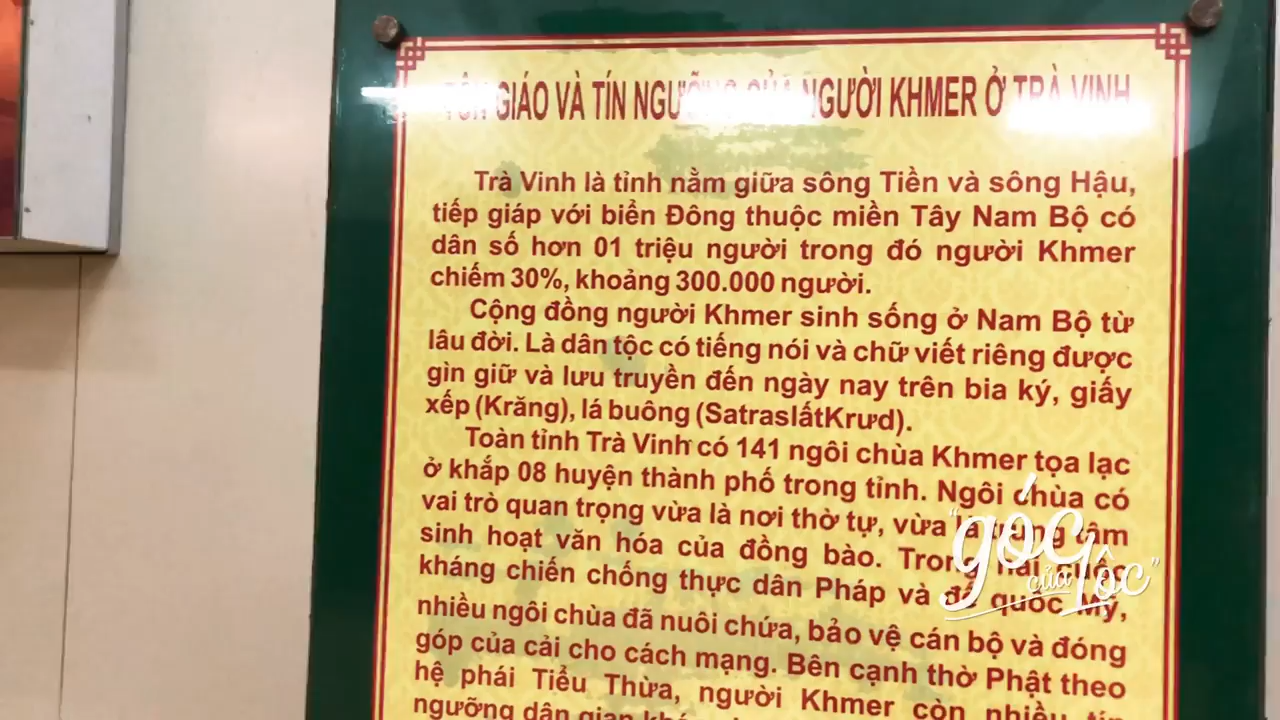 TÔN GIÁO VÀ TÍN NGƯỠNG CỦA NGƯỜI KHMER Ở TRÀ VINH
Trà Vinh là tỉnh nằm giữa sông Tiền và sông Hậu,
tiếp giáp với biển Đông thuộc miền Tây Nam Bộ có
dân số hơn 01 triệu người trong đó người Khmer
chiếm 30%, khoảng 300.000 người.
Cộng đồng người Khmer sinh sống ở Nam Bộ từ
lâu đời. Là dân tộc có tiếng nói và chữ viết riêng được
gìn giữ và lưu truyền đến ngày nay trên bia ký, giấy
xếp (Krăng), lá buông (SatraslấtKrưd).
Toàn tỉnh Trà Vinh có 141 ngôi chùa Khmer tọa lạc
ở khắp 08 huyện thành phố trong tỉnh. Ngôi chùa có
vai trò quan trọng vừa là nơi thờ tự, vừa là trung tâm
sinh hoạt văn hóa của đồng bào. Trong hai cuộc
kháng chiến chống thực dân Pháp và đế quốc Mỹ,
nhiều ngôi chùa đã nuôi chứa, bảo vệ cán bộ và đóng
góp của cải cho cách mạng. Bên cạnh thờ Phật theo
hệ phái Tiểu Thừa, người Khmer còn nhiều tín
ngưỡng dân gian
"góc của Lộc"